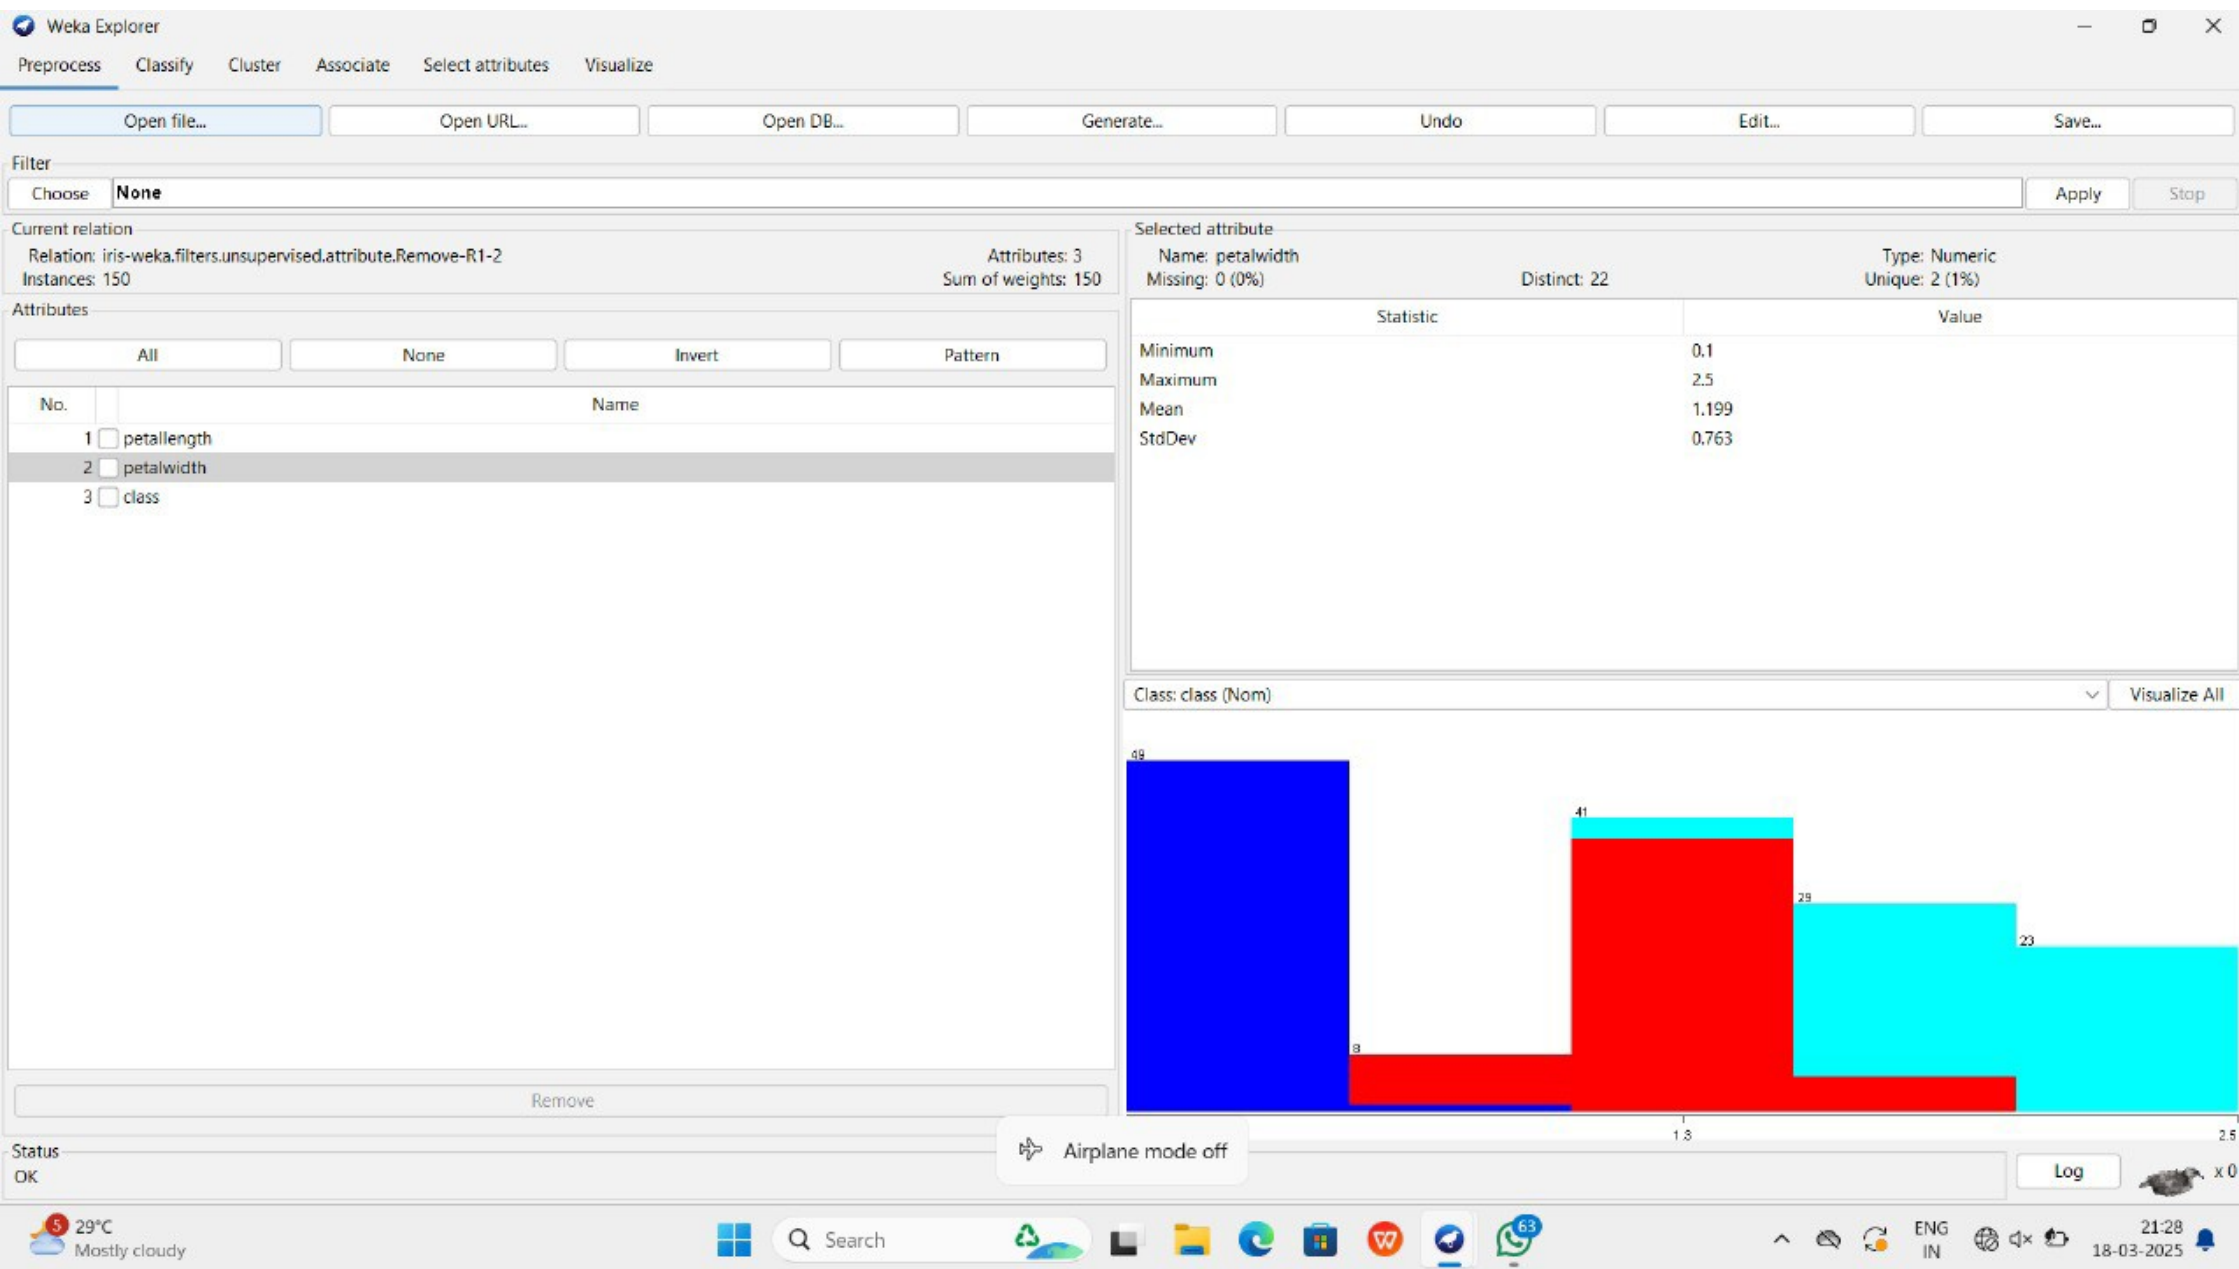 Weka Explorer
Preprocess Classify Cluster Associate Select attributes Visualize
Open file... Open URL... Open DB... Generate... Undo Edit... Save...
Filter
Choose None Apply Stop
Current relation
Relation: iris-weka.filters.unsupervised.attribute.Remove-R1-2 Attributes: 3
Instances: 150 Sum of weights: 150
Selected attribute
Name: petalwidth Type: Numeric
Missing: 0 (0%) Distinct: 22 Unique: 2 (1%)
Attributes
All None Invert Pattern
No. Name
1 petallength
2 petalwidth
3 class
Remove
Statistic Value
Minimum 0.1
Maximum 2.5
Mean 1.199
StdDev 0.763
Class: class (Nom) Visualize All
49
41
29
23
8
1.3 2.5
Status
OK
Airplane mode off
Log x 0
5 29°C
Mostly cloudy
Search
63
ENG
IN
21:28
18-03-2025